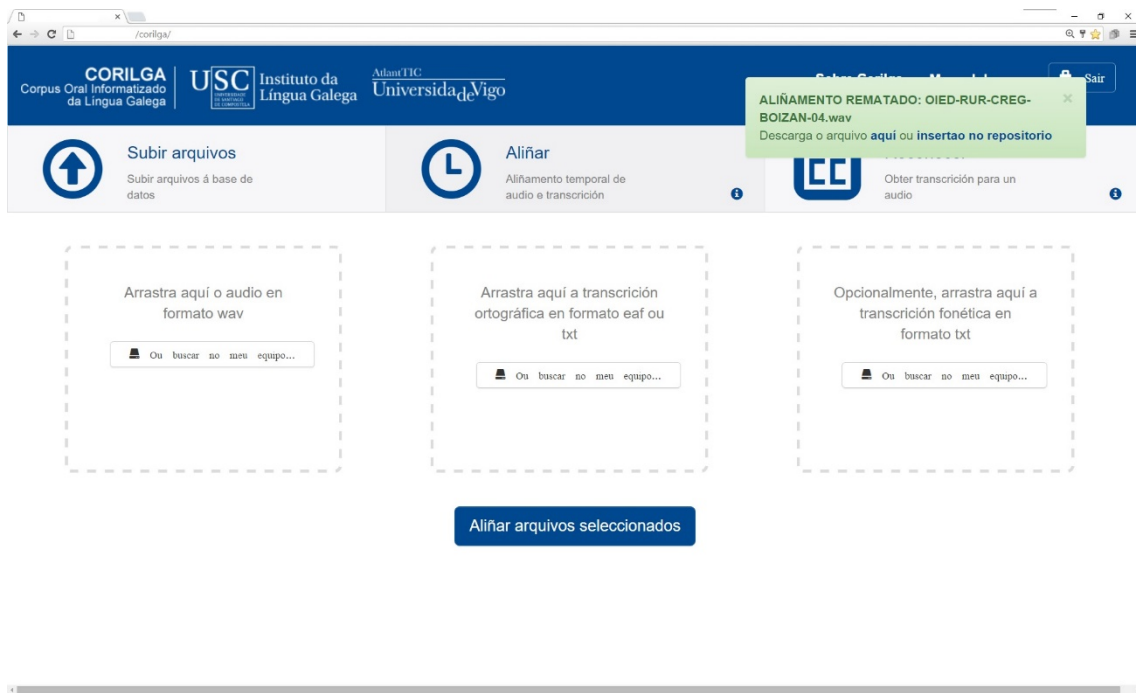 /corilga/
CORILGA
Corpus Oral Informatizado
da Lingua Galega
USC
Instituto da
Língua Galega
AtlantTIC
Universidade de Vigo
Sobre Corilga
Sair
ALIÑAMENTO REMATADO: OIED-RUR-CREG-
BOIZAN-04.wav
Descarga o arquivo aquí ou insertao no repositorio
Subir arquivos
Subir arquivos á base de
datos
Aliñar
Aliñamento temporal de
audio e transcrición
Obter transcrición para un
audio
Arrastra aquí o audio en
formato wav
Ou buscar no meu equipo...
Arrastra aquí a transcrición
ortográfica en formato eaf ou
txt
Ou buscar no meu equipo...
Opcionalmente, arrastra aquí a
transcrición fonética en
formato txt
Ou buscar no meu equipo...
Aliñar arquivos seleccionados